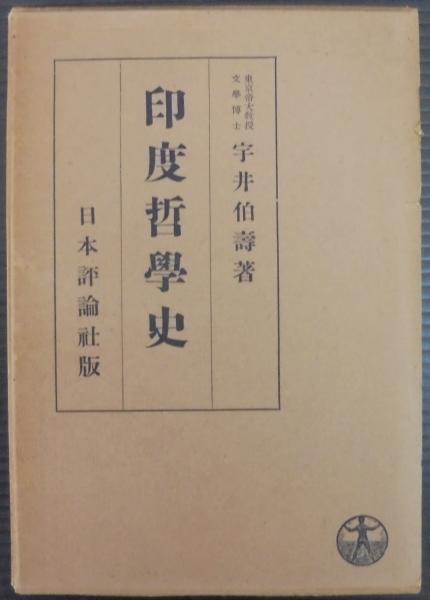 東京帝大教授
文學博士
宇井伯壽著
印度哲學史
日本評論社版